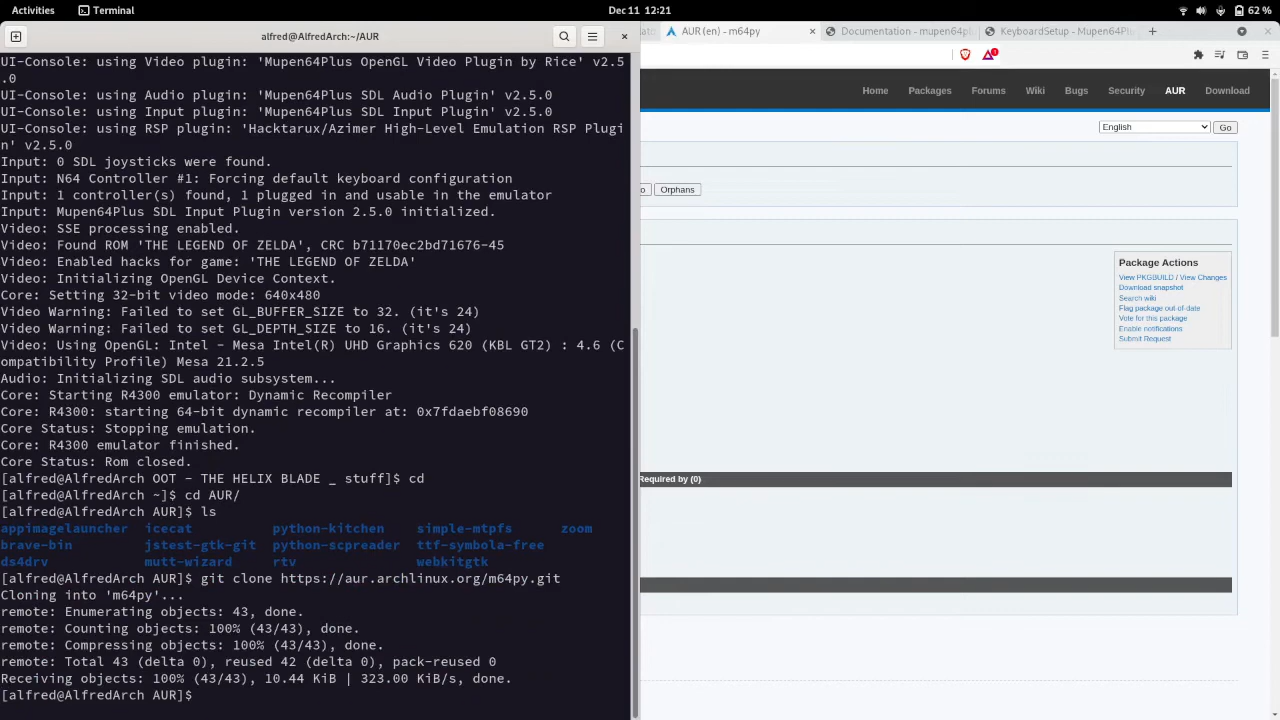 Activities
Terminal
Dec 11 12:21
62 %
alfred@AlfredArch:~/AUR
UI-Console: using Video plugin: 'Mupen64Plus OpenGL Video Plugin by Rice' v2.5
.0
UI-Console: using Audio plugin: 'Mupen64Plus SDL Audio Plugin' v2.5.0
UI-Console: using Input plugin: 'Mupen64Plus SDL Input Plugin' v2.5.0
UI-Console: using RSP plugin: 'Hacktarux/Azimer High-Level Emulation RSP Plugi
n' v2.5.0
Input: 0 SDL joysticks were found.
Input: N64 Controller #1: Forcing default keyboard configuration
Input: 1 controller(s) found, 1 plugged in and usable in the emulator
Input: Mupen64Plus SDL Input Plugin version 2.5.0 initialized.
Video: SSE processing enabled.
Video: Found ROM 'THE LEGEND OF ZELDA', CRC b71170ec2bd71676-45
Video: Enabled hacks for game: 'THE LEGEND OF ZELDA'
Video: Initializing OpenGL Device Context.
Core: Setting 32-bit video mode: 640x480
Video Warning: Failed to set GL_BUFFER_SIZE to 32. (it's 24)
Video Warning: Failed to set GL_DEPTH_SIZE to 16. (it's 24)
Video: Using OpenGL: Intel - Mesa Intel(R) UHD Graphics 620 (KBL GT2) : 4.6 (C
ompatibility Profile) Mesa 21.2.5
Audio: Initializing SDL audio subsystem...
Core: Starting R4300 emulator: Dynamic Recompiler
Core: R4300: starting 64-bit dynamic recompiler at: 0x7fdaebf08690
Core Status: Stopping emulation.
Core: R4300 emulator finished.
Core Status: Rom closed.
[alfred@AlfredArch OOT - THE HELIX BLADE _ stuff]$ cd
[alfred@AlfredArch ~]$ cd AUR/
[alfred@AlfredArch AUR]$ ls
appimagelauncher icecat python-kitchen simple-mtpfs zoom
brave-bin jstest-gtk-git python-scpreader ttf-symbola-free
ds4drv mutt-wizard rtv webkitgtk
[alfred@AlfredArch AUR]$ git clone https://aur.archlinux.org/m64py.git
Cloning into 'm64py'...
remote: Enumerating objects: 43, done.
remote: Counting objects: 100% (43/43), done.
remote: Compressing objects: 100% (43/43), done.
remote: Total 43 (delta 0), reused 42 (delta 0), pack-reused 0
Receiving objects: 100% (43/43), 10.44 KiB | 323.00 KiB/s, done.
[alfred@AlfredArch AUR]$
AUR (en) - m64py
Documentation - mupen64pl
KeyboardSetup - Mupen64Pl
Home Packages Forums Wiki Bugs Security AUR Download
English
Go
o
Orphans
Package Actions
View PKGBUILD / View Changes
Download snapshot
Search wiki
Flag package out-of-date
Vote for this package
Enable notifications
Submit Request
Required by (0)